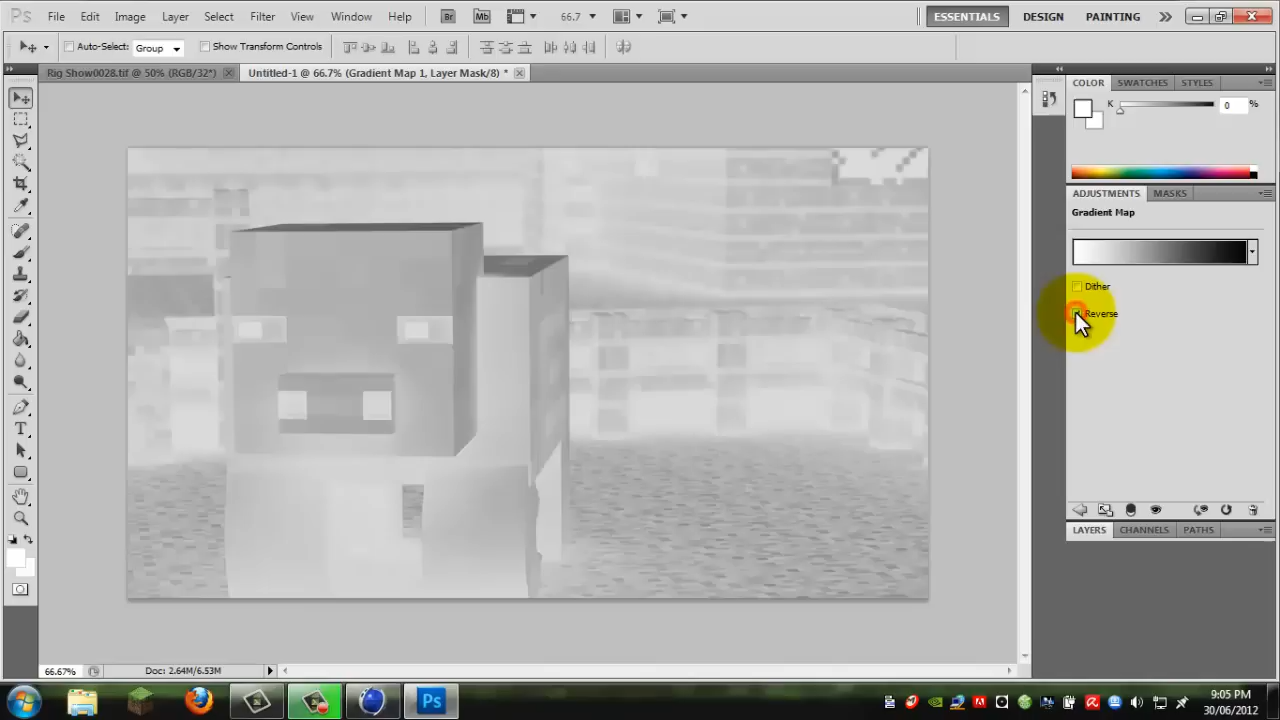 Ps File Edit Image Layer Select Filter View Window Help Br Mb 66.7 ESSENTIALS DESIGN PAINTING
Auto-Select: Group Show Transform Controls
Rig Show0028.tif @ 50% (RGB/32*) Untitled-1 @ 66.7% (Gradient Map 1, Layer Mask/8) *
COLOR SWATCHES STYLES
K 0 %
ADJUSTMENTS MASKS
Gradient Map
Dither
Reverse
LAYERS CHANNELS PATHS
66.67% Doc: 2.64M/6.53M
Ps
9:05 PM
30/06/2012